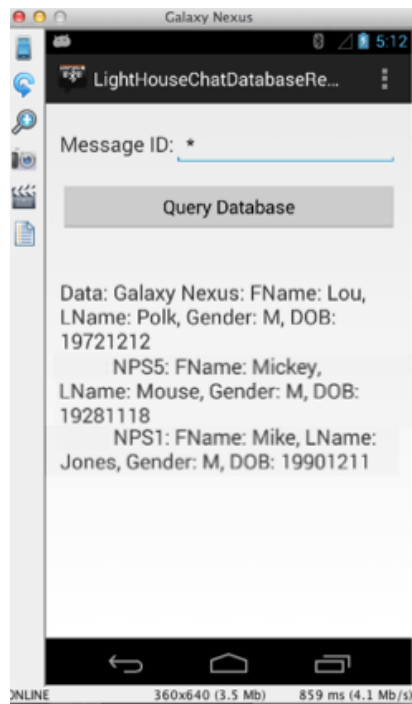 Galaxy Nexus
5:12
LightHouseChatDatabaseRe...
Message ID: *
Query Database
Data: Galaxy Nexus: FName: Lou,
LName: Polk, Gender: M, DOB:
19721212
NPS5: FName: Mickey,
LName: Mouse, Gender: M, DOB:
19281118
NPS1: FName: Mike, LName:
Jones, Gender: M, DOB: 19901211
ONLINE 360x640 (3.5 Mb) 859 ms (4.1 Mb/s)